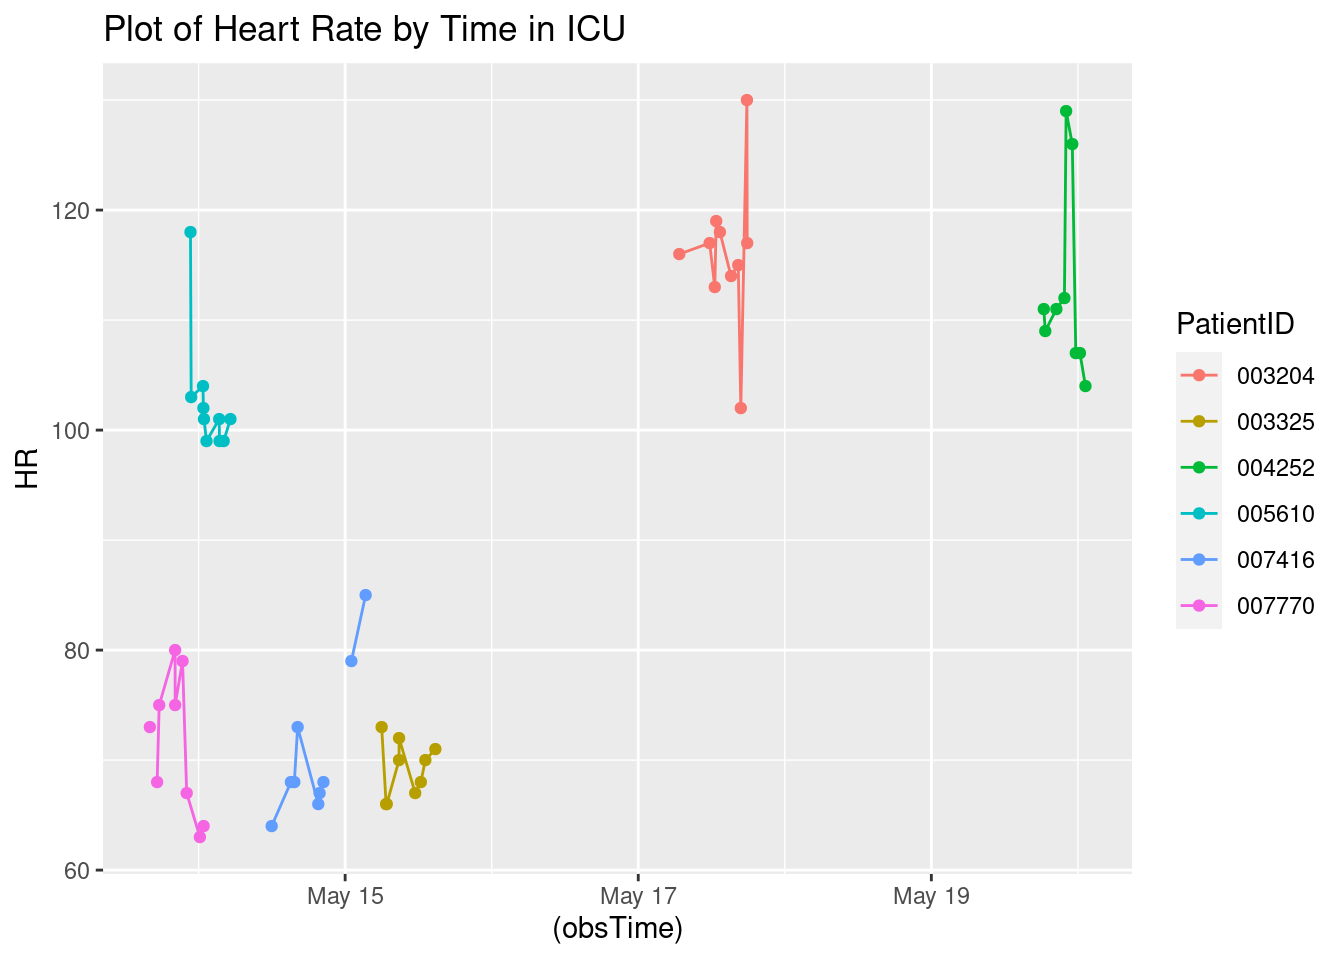 Plot of Heart Rate by Time in ICU
HR
120
100
80
60
May 15
May 17
May 19
(obsTime)
PatientID
003204
003325
004252
005610
007416
007770